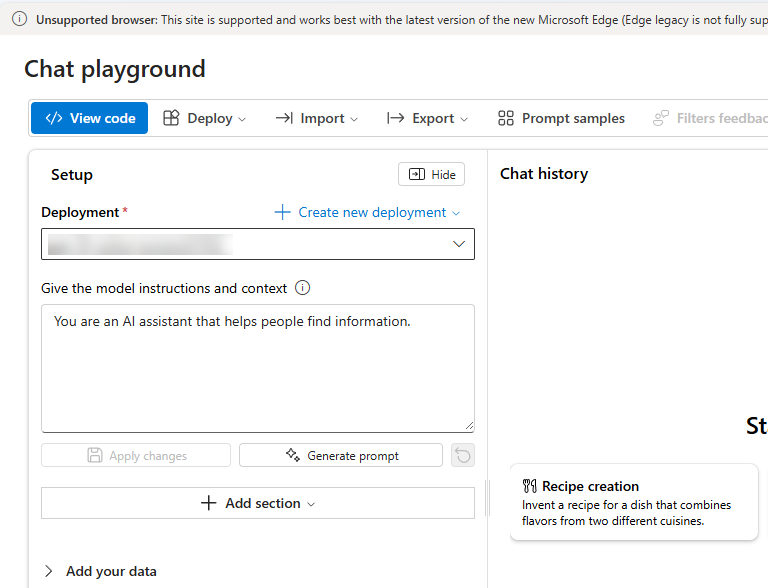 Unsupported browser: This site is supported and works best with the latest version of the new Microsoft Edge (Edge legacy is not fully sup
Chat playground
View code Deploy Import Export Prompt samples Filters feedbac
Setup Hide Chat history
Deployment * Create new deployment
Give the model instructions and context
You are an AI assistant that helps people find information.
St
Apply changes Generate prompt
Recipe creation
Add section
Invent a recipe for a dish that combines
flavors from two different cuisines.
Add your data